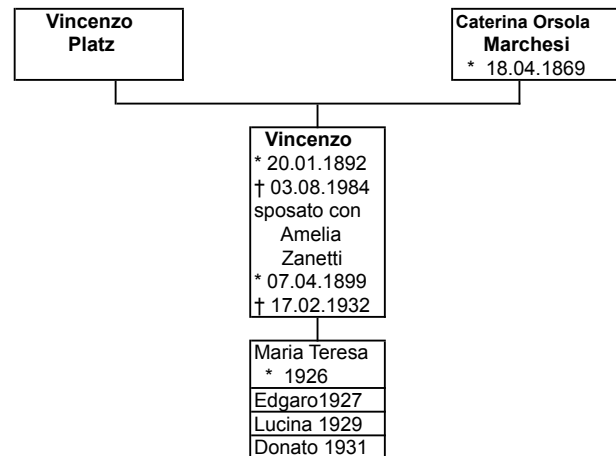 Vincenzo
Platz
Caterina Orsola
Marchesi
* 18.04.1869
Vincenzo
* 20.01.1892
† 03.08.1984
sposato con
Amelia
Zanetti
* 07.04.1899
† 17.02.1932
Maria Teresa
* 1926
Edgaro1927
Lucina 1929
Donato 1931